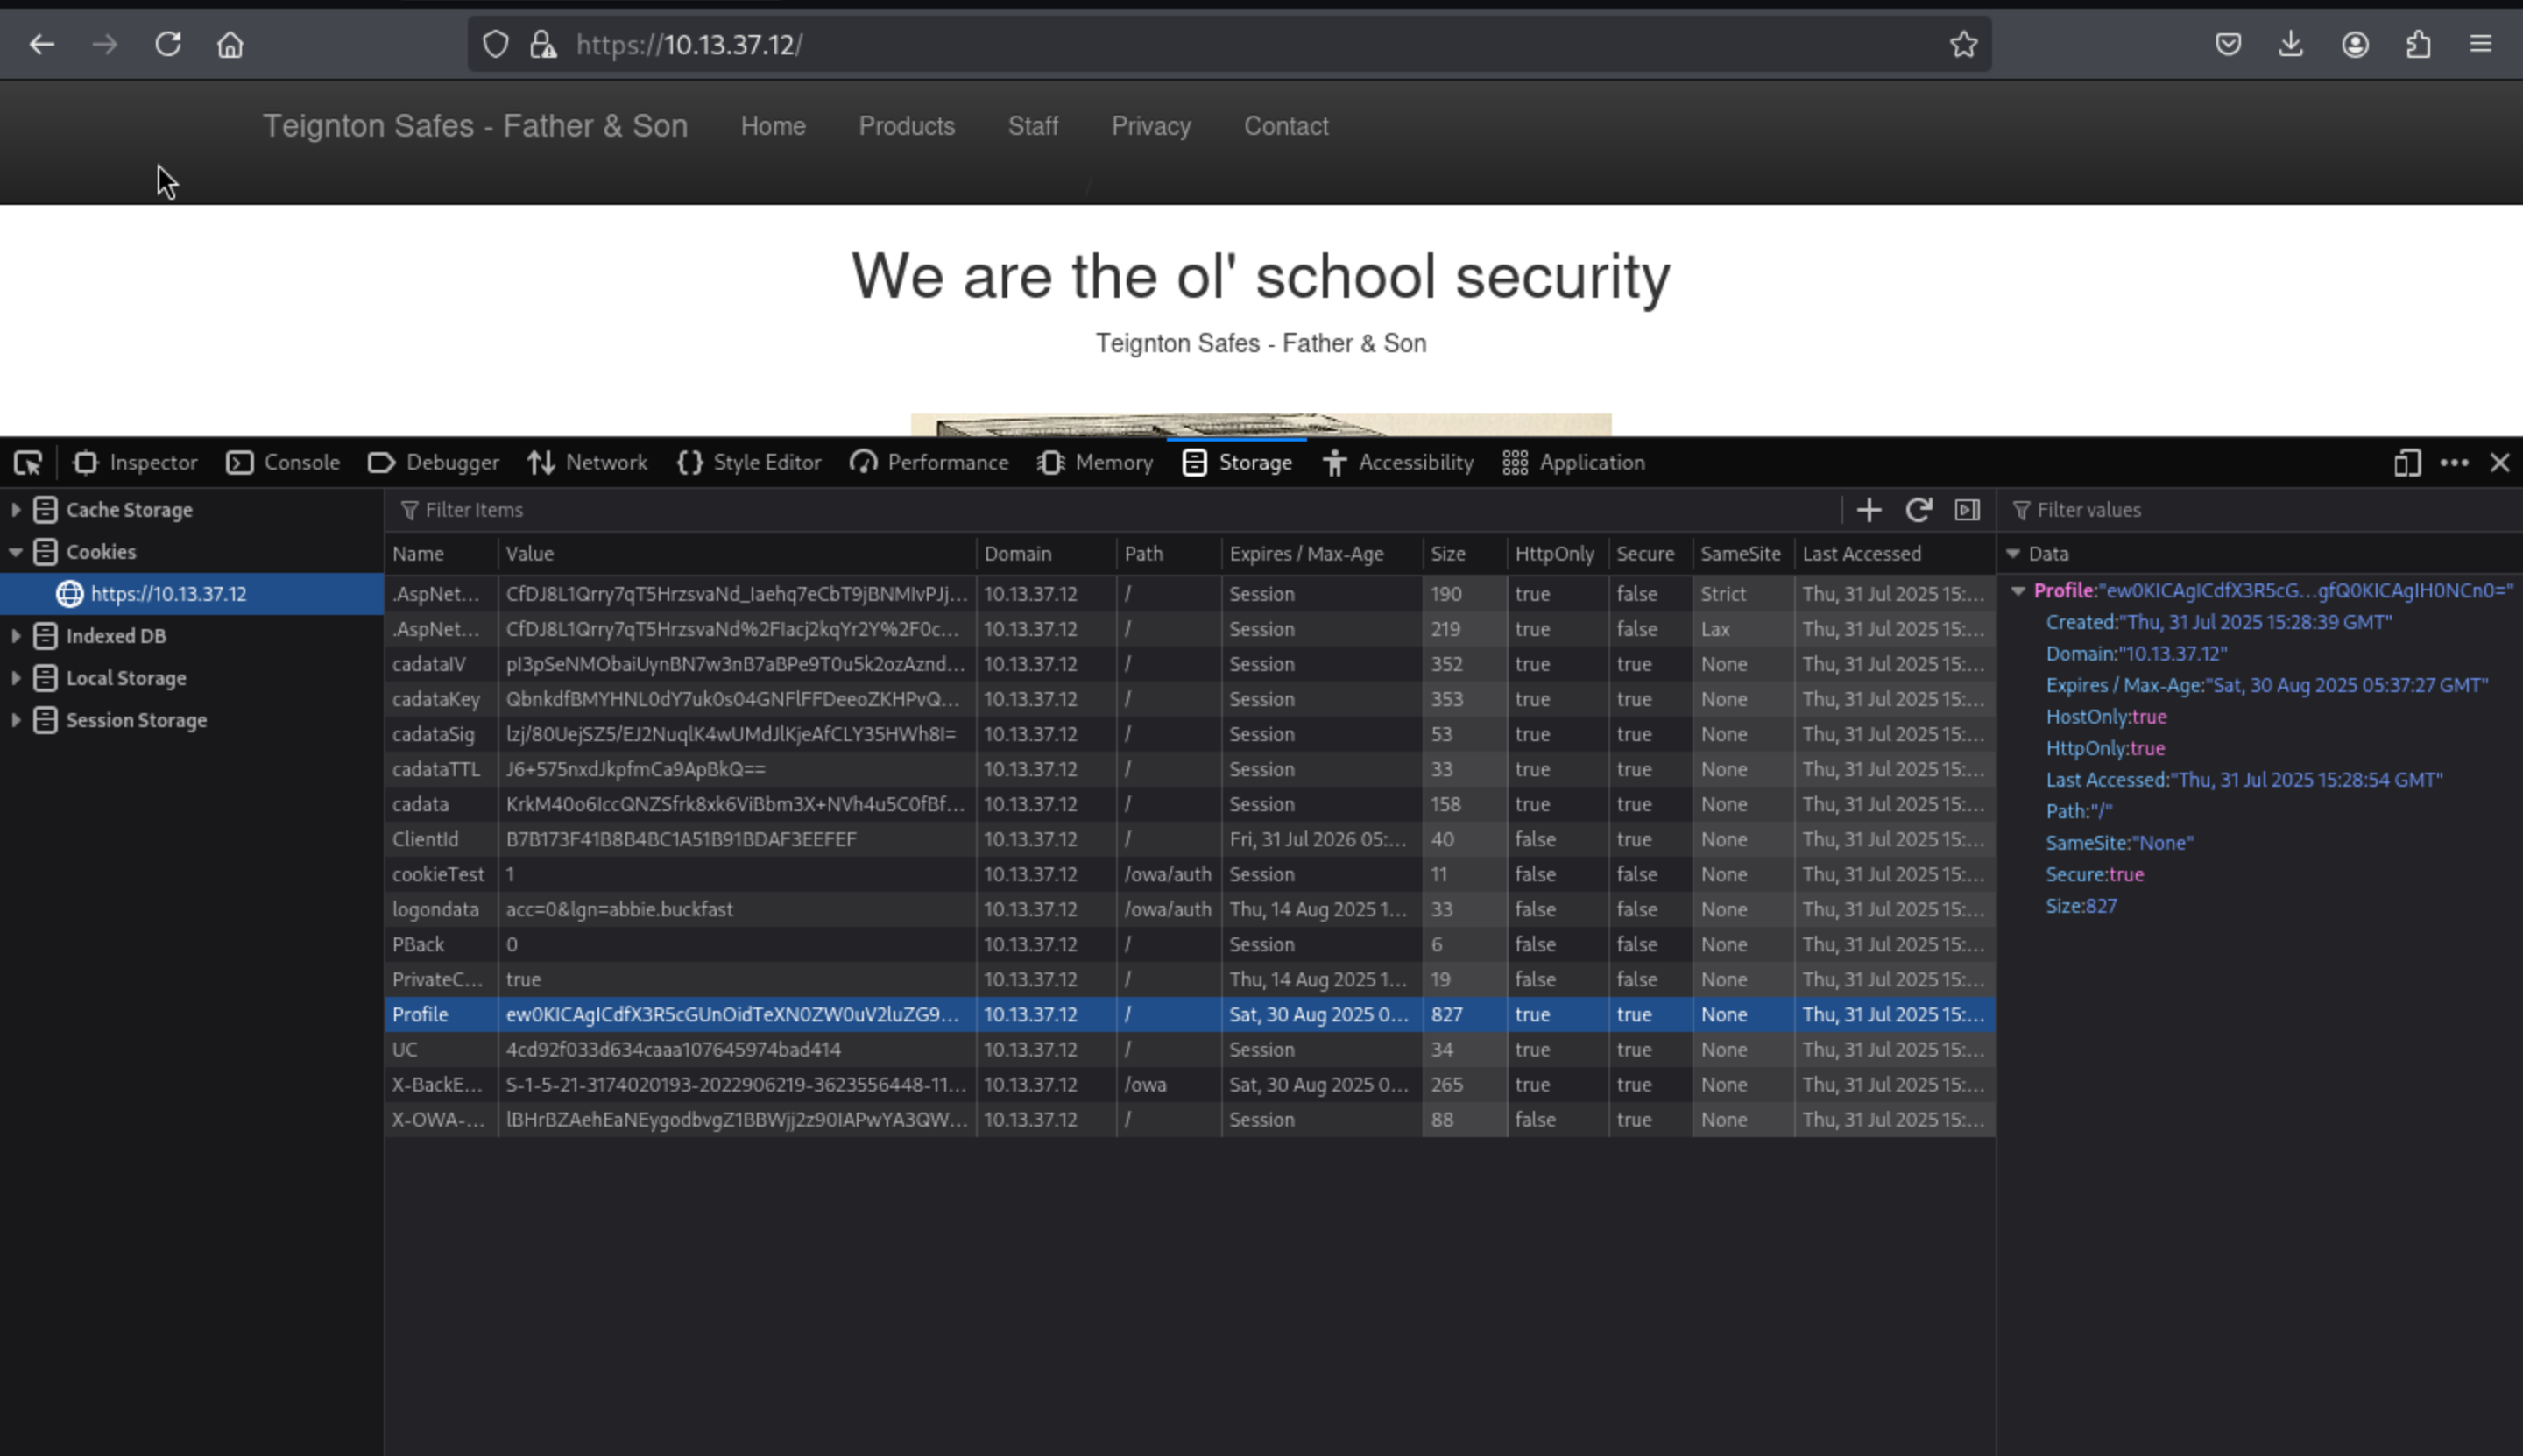 https://10.13.37.12/
Teignton Safes - Father & Son Home Products Staff Privacy Contact
We are the ol' school security
Teignton Safes - Father & Son
Inspector Console Debugger Network Style Editor Performance Memory Storage Accessibility Application
Cache Storage
Cookies
https://10.13.37.12
Indexed DB
Local Storage
Session Storage
Filter Items
Name Value Domain Path Expires / Max-Age Size HttpOnly Secure SameSite Last Accessed
.AspNet... CfDJ8L1Qrry7qT5HrzsvaNd_Iaehq7eCbT9jBNMIvPJj... 10.13.37.12 / Session 190 true false Strict Thu, 31 Jul 2025 15:...
.AspNet... CfDJ8L1Qrry7qT5HrzsvaNd%2FIacj2kqYr2Y%2F0c... 10.13.37.12 / Session 219 true false Lax Thu, 31 Jul 2025 15:...
cadataIV pI3pSeNMObaiUynBN7w3nB7aBPe9T0u5k2ozAznd... 10.13.37.12 / Session 352 true true None Thu, 31 Jul 2025 15:...
cadataKey QbnkdfBMYHNL0dY7uk0s04GNFlFFDeeoZKHPvQ... 10.13.37.12 / Session 353 true true None Thu, 31 Jul 2025 15:...
cadataSig lzj/80UejSZ5/EJ2NuqlK4wUMdJlKjeAfCLY35HWh8I= 10.13.37.12 / Session 53 true true None Thu, 31 Jul 2025 15:...
cadataTTL J6+575nxdJkpfmCa9ApBkQ== 10.13.37.12 / Session 33 true true None Thu, 31 Jul 2025 15:...
cadata KrkM40o6IccQNZSfrk8xk6ViBbm3X+NVh4u5C0fBf... 10.13.37.12 / Session 158 true true None Thu, 31 Jul 2025 15:...
ClientId B7B173F41B8B4BC1A51B91BDAF3EEFEF 10.13.37.12 / Fri, 31 Jul 2026 05:... 40 false true None Thu, 31 Jul 2025 15:...
cookieTest 1 10.13.37.12 /owa/auth Session 11 false false None Thu, 31 Jul 2025 15:...
logondata acc=0&lgn=abbie.buckfast 10.13.37.12 /owa/auth Thu, 14 Aug 2025 1... 33 false false None Thu, 31 Jul 2025 15:...
PBack 0 10.13.37.12 / Session 6 false false None Thu, 31 Jul 2025 15:...
PrivateC... true 10.13.37.12 / Thu, 14 Aug 2025 1... 19 false false None Thu, 31 Jul 2025 15:...
Profile ew0KICAgICdfX3R5cGUnOidTeXN0ZW0uV2luZG9... 10.13.37.12 / Sat, 30 Aug 2025 0... 827 true true None Thu, 31 Jul 2025 15:...
UC 4cd92f033d634caaa107645974bad414 10.13.37.12 / Session 34 true true None Thu, 31 Jul 2025 15:...
X-BackE... S-1-5-21-3174020193-2022906219-3623556448-11... 10.13.37.12 /owa Sat, 30 Aug 2025 0... 265 true true None Thu, 31 Jul 2025 15:...
X-OWA-... lBHrBZAehEaNEygodbvgZ1BBWjj2z90IAPwYA3QW... 10.13.37.12 / Session 88 false true None Thu, 31 Jul 2025 15:...
Filter values
Data
Profile:"ew0KICAgICdfX3R5cG...gfQ0KICAgIH0NCn0="
Created:"Thu, 31 Jul 2025 15:28:39 GMT"
Domain:"10.13.37.12"
Expires / Max-Age:"Sat, 30 Aug 2025 05:37:27 GMT"
HostOnly:true
HttpOnly:true
Last Accessed:"Thu, 31 Jul 2025 15:28:54 GMT"
Path:"/"
SameSite:"None"
Secure:true
Size:827